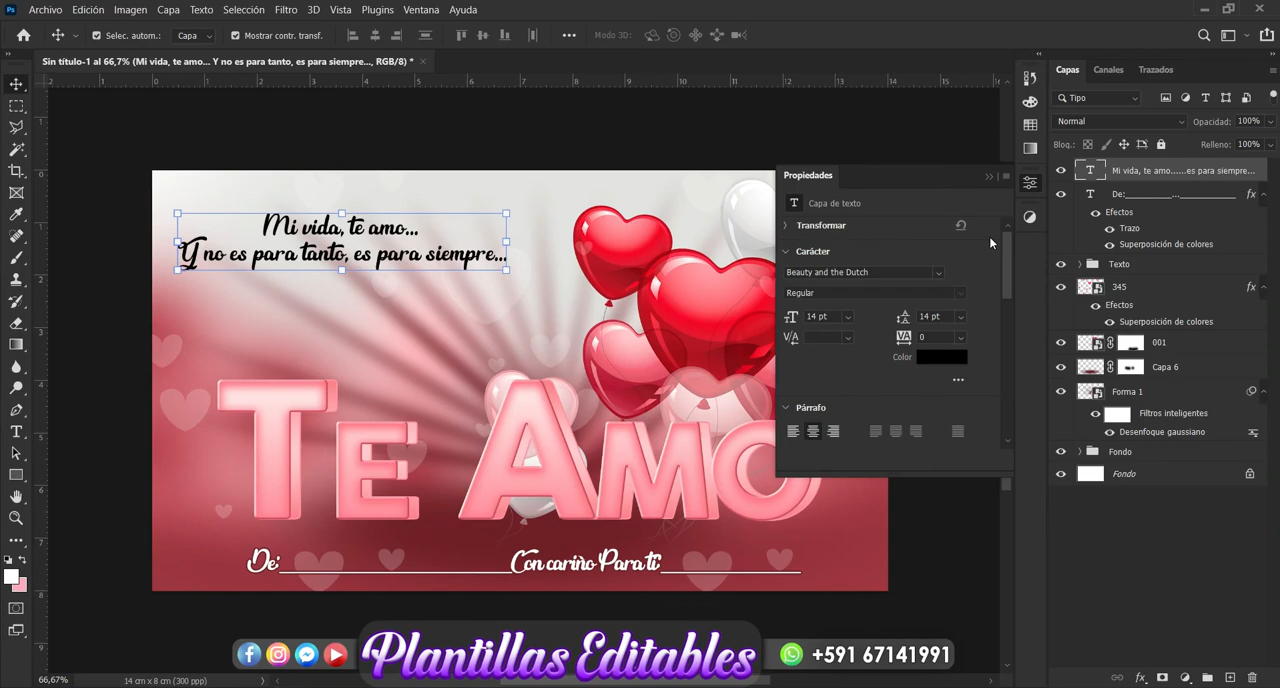 Ps Archivo Edición Imagen Capa Texto Selección Filtro 3D Vista Plugins Ventana Ayuda
Selec. autom.: Capa Mostrar contr. transf. Modo 3D:
Sin título-1 al 66,7% (Mi vida, te amo... Y no es para tanto, es para siempre..., RGB/8) *
Mi vida, te amo...
Y no es para tanto, es para siempre...
TE AMO
De: Con cariño Para ti:
Propiedades
Capa de texto
Transformar
Carácter
Beauty and the Dutch
Regular
14 pt 14 pt
0
Color
Párrafo
Capas Canales Trazados
Tipo
Normal Opacidad: 100%
Bloq.: Relleno: 100%
Mi vida, te amo......es para siempre...
De:____________...____________ fx
Efectos
Trazo
Superposición de colores
Texto
345 fx
Efectos
Superposición de colores
001
Capa 6
Forma 1
Filtros inteligentes
Desenfoque gaussiano
Fondo
Fondo
Plantillas Editables
+591 67141991
66,67% 14 cm x 8 cm (300 ppp)